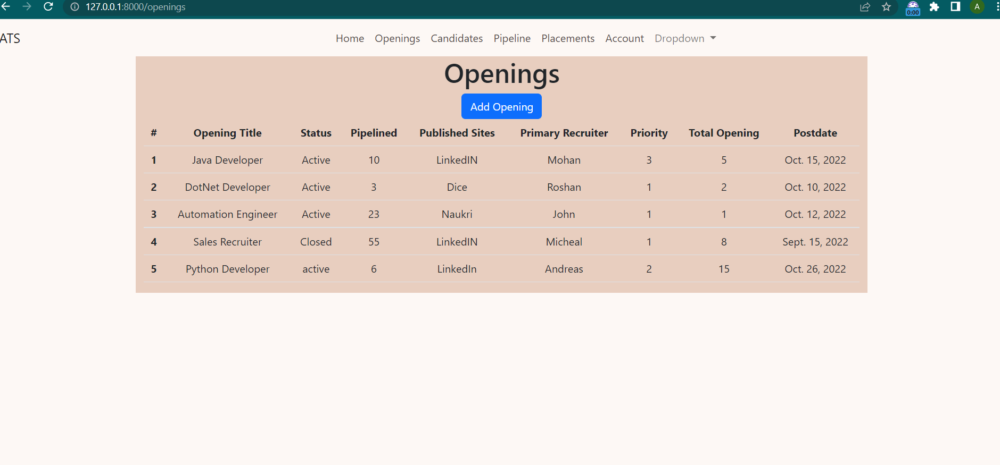 127.0.0.1:8000/openings
0:00
A
ATS
Home Openings Candidates Pipeline Placements Account Dropdown
Openings
Add Opening
# Opening Title Status Pipelined Published Sites Primary Recruiter Priority Total Opening Postdate
1 Java Developer Active 10 LinkedIN Mohan 3 5 Oct. 15, 2022
2 DotNet Developer Active 3 Dice Roshan 1 2 Oct. 10, 2022
3 Automation Engineer Active 23 Naukri John 1 1 Oct. 12, 2022
4 Sales Recruiter Closed 55 LinkedIN Micheal 1 8 Sept. 15, 2022
5 Python Developer active 6 LinkedIn Andreas 2 15 Oct. 26, 2022